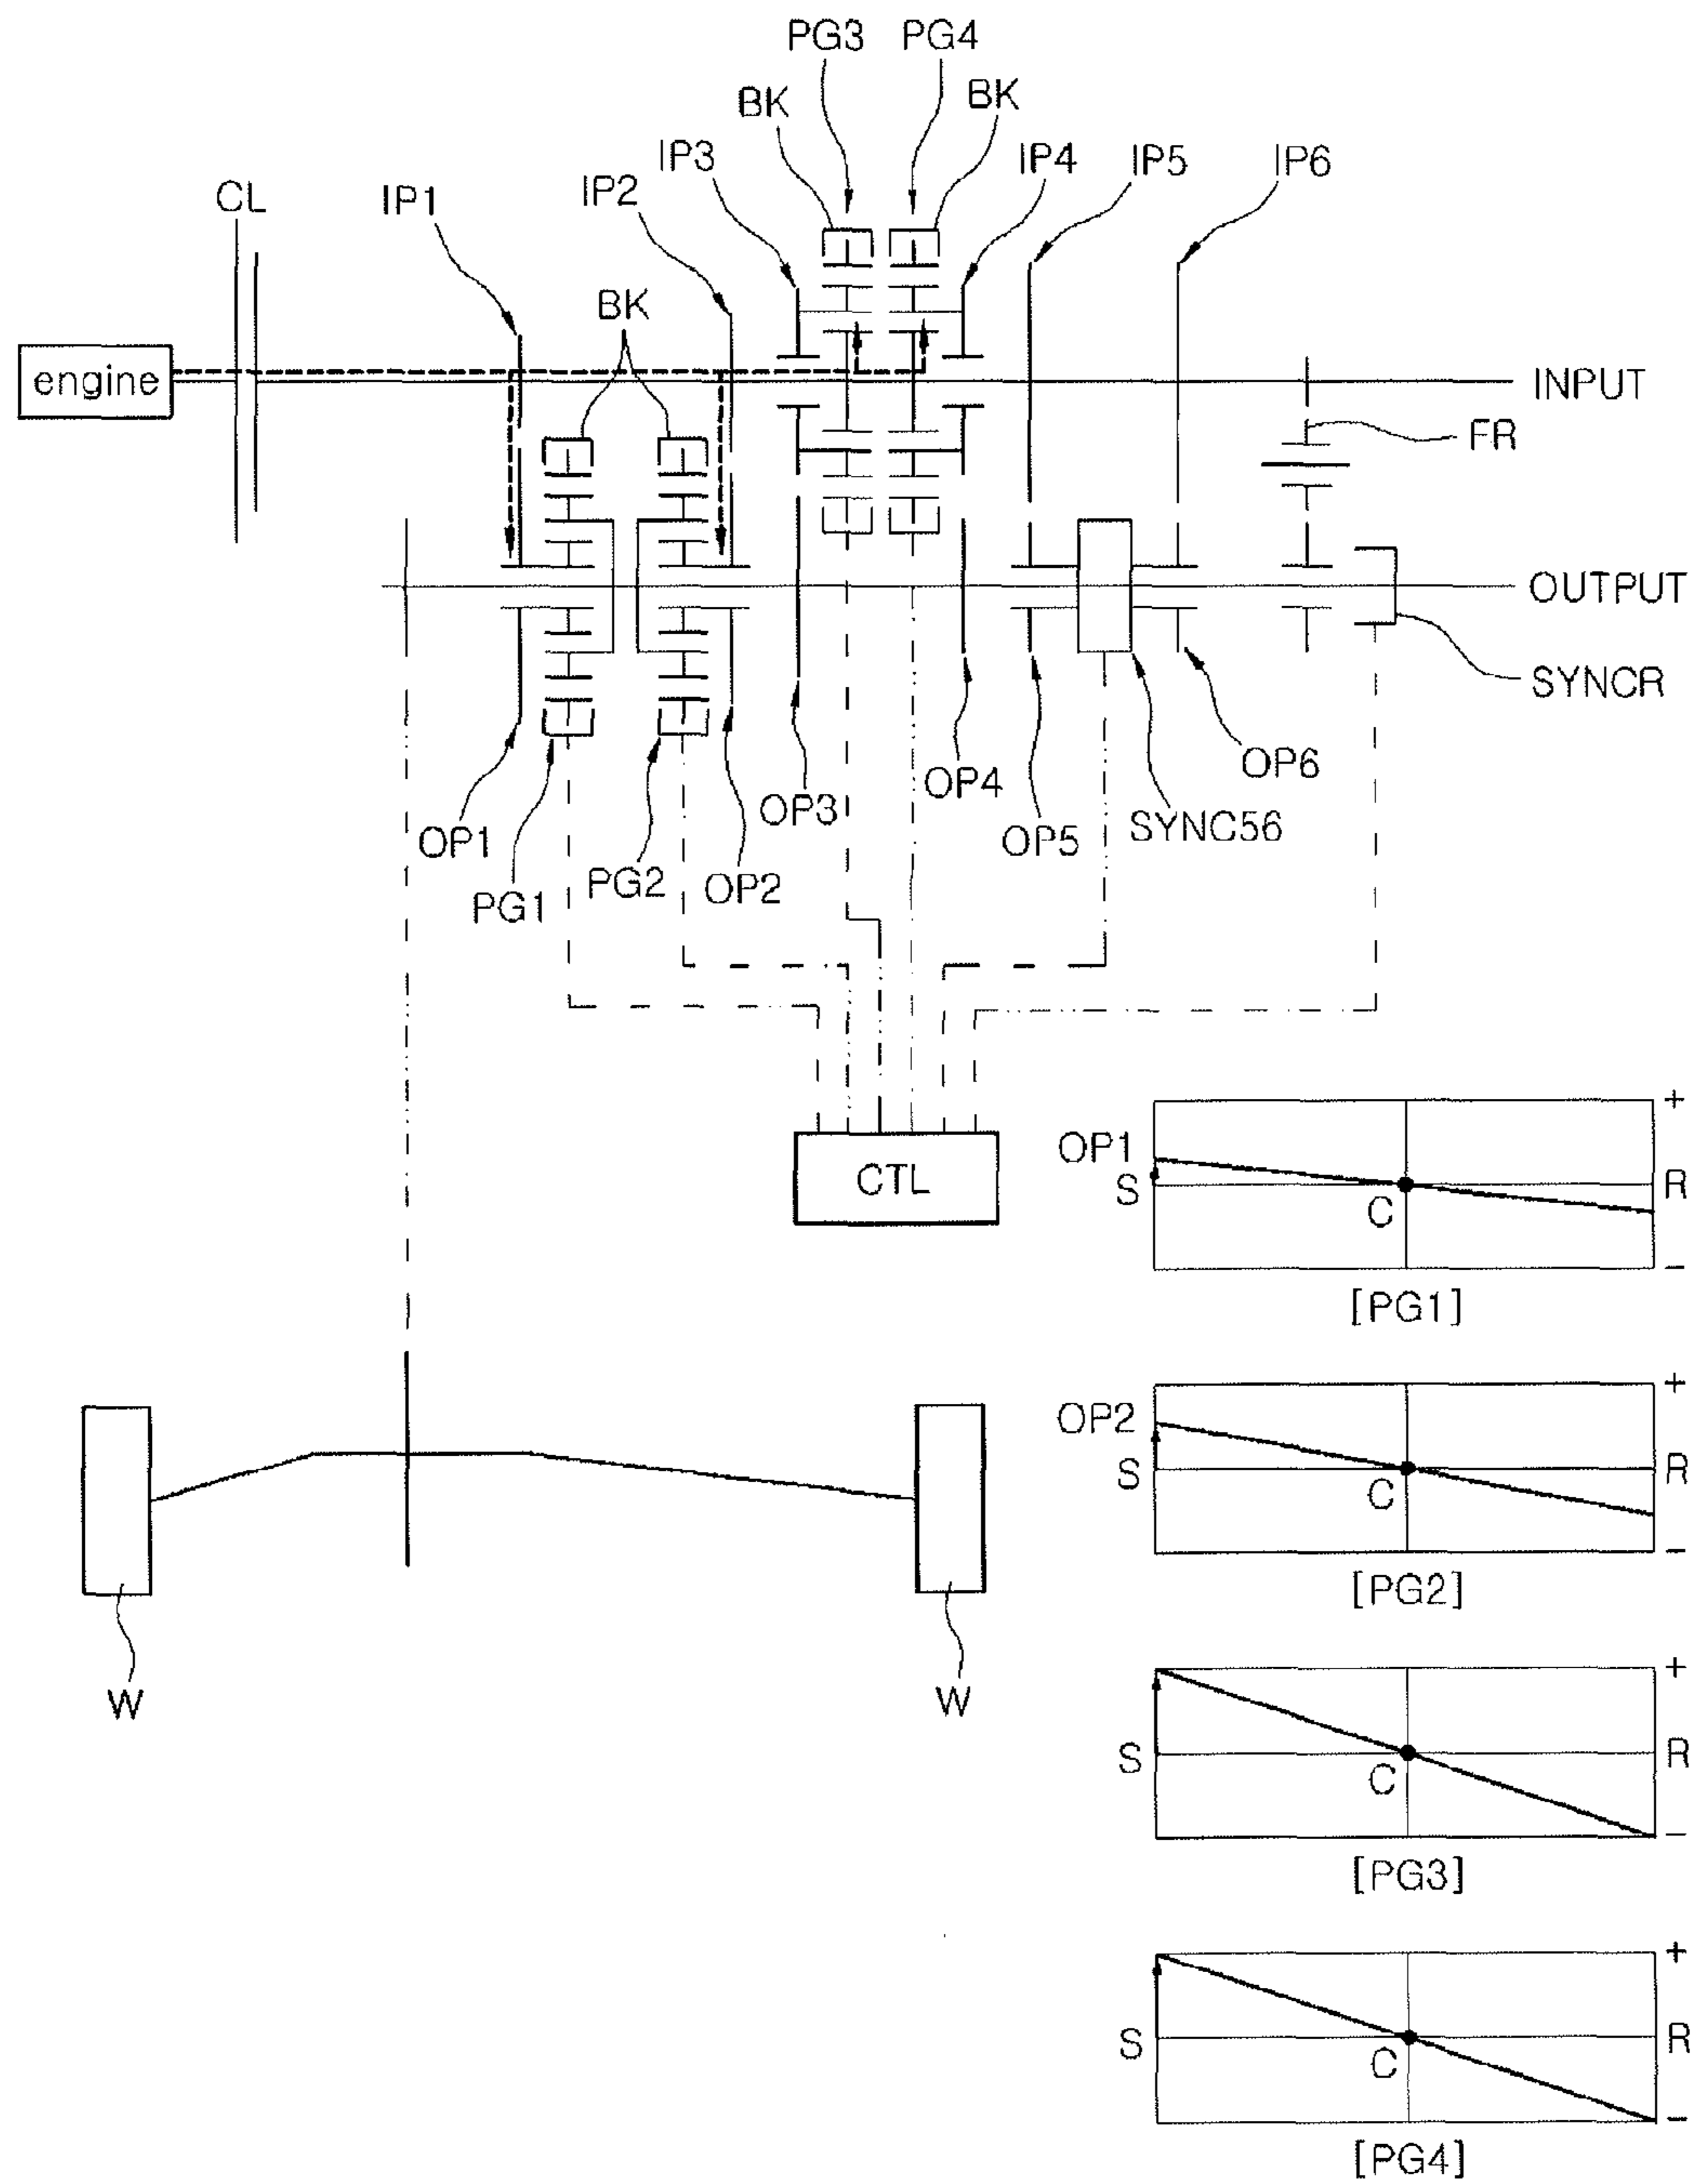 PG3 PG4
BK BK
IP3 IP4 IP5 IP6
CL IP1 IP2
BK
engine
INPUT
FR
OUTPUT
SYNCR
OP1 PG1 PG2 OP2 OP3 OP4 OP5 SYNC56 OP6
CTL
+
OP1
S C R
-
[PG1]
+
OP2
S C R
-
[PG2]
+
S C R
-
[PG3]
+
S C R
-
[PG4]
W W